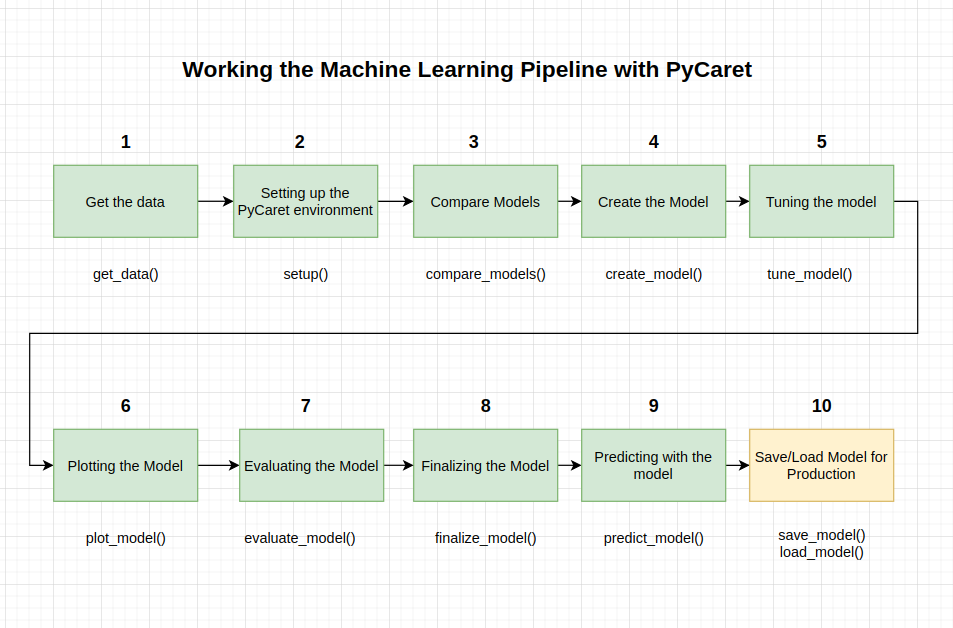 Working the Machine Learning Pipeline with PyCaret
1
2
3
4
5
Get the data
Setting up the
PyCaret environment
Compare Models
Create the Model
Tuning the model
get_data()
setup()
compare_models()
create_model()
tune_model()
6
7
8
9
10
Plotting the Model
Evaluating the Model
Finalizing the Model
Predicting with the
model
Save/Load Model for
Production
plot_model()
evaluate_model()
finalize_model()
predict_model()
save_model()
load_model()